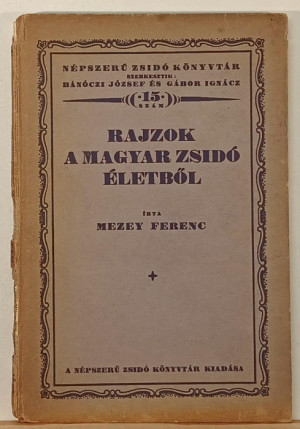 NÉPSZERŰ ZSIDÓ KÖNYVTÁR
SZERKESZTIK:
BÁNÓCZI JÓZSEF ÉS GÁBOR IGNÁCZ
15.
SZÁM
RAJZOK
A MAGYAR ZSIDÓ
ÉLETBŐL
ÍRTA
MEZEY FERENC
A NÉPSZERŰ ZSIDÓ KÖNYVTÁR KIADÁSA